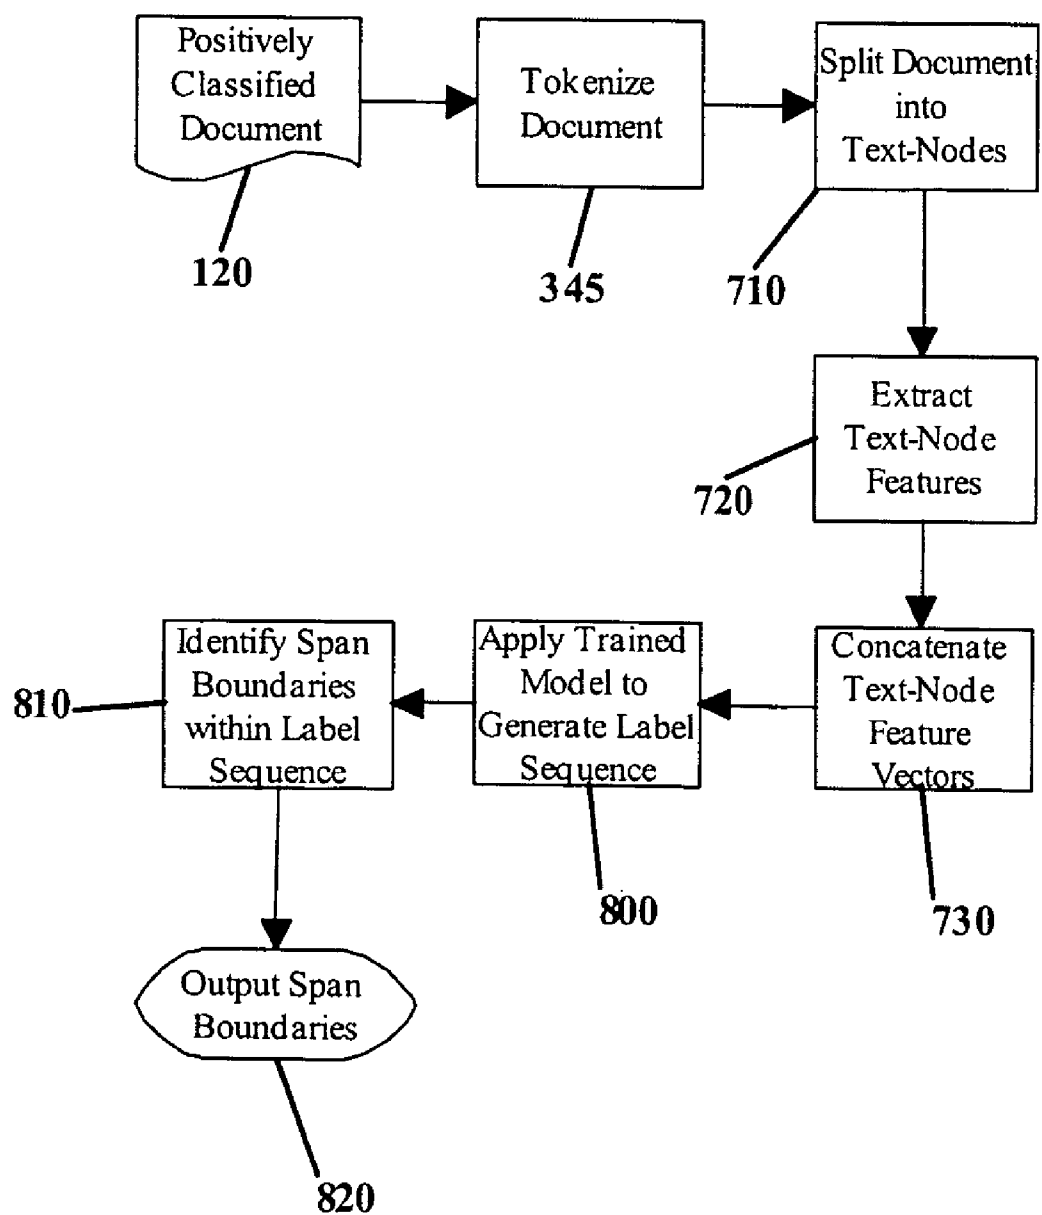 Positively
Classified
Document
120
Tokenize
Document
345
Split Document
into
Text-Nodes
710
Extract
Text-Node
Features
720
Concatenate
Text-Node
Feature
Vectors
730
Apply Trained
Model to
Generate Label
Sequence
800
Identify Span
Boundaries
within Label
Sequence
810
Output Span
Boundaries
820